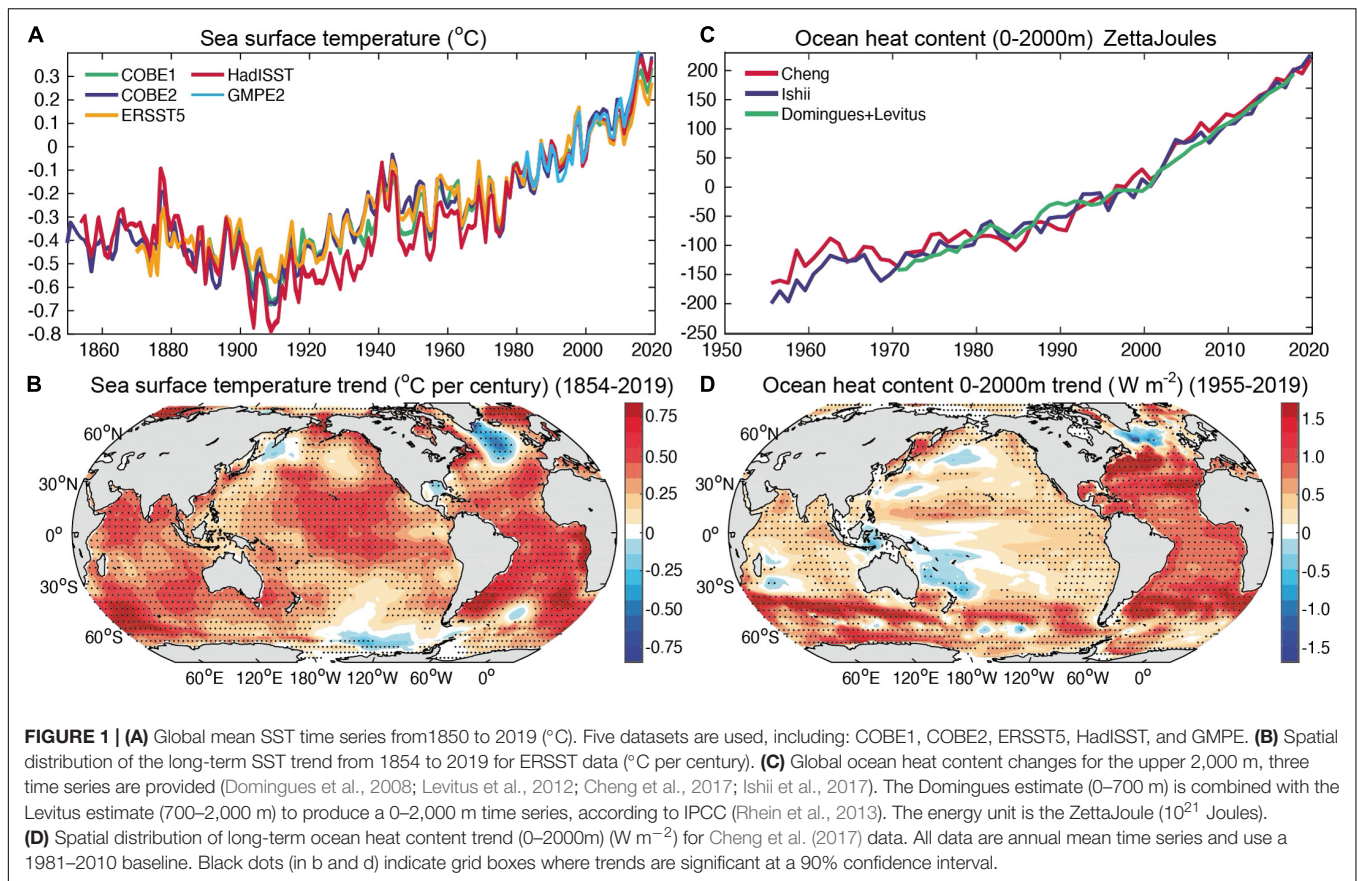 A
Sea surface temperature (°C)
COBE1
COBE2
ERSST5
HadISST
GMPE2
0.3
0.2
0.1
0
-0.1
-0.2
-0.3
-0.4
-0.5
-0.6
-0.7
-0.8
1860 1880 1900 1920 1940 1960 1980 2000 2020
C
Ocean heat content (0-2000m) ZettaJoules
Cheng
Ishii
Domingues+Levitus
200
150
100
50
0
-50
-100
-150
-200
-250
1950 1960 1970 1980 1990 2000 2010 2020
B
Sea surface temperature trend (°C per century) (1854-2019)
60°N
30°N
0°
30°S
60°S
60°E 120°E 180°W 120°W 60°W 0°
0.75
0.50
0.25
0
-0.25
-0.50
-0.75
D
Ocean heat content 0-2000m trend (W m-2) (1955-2019)
60°N
30°N
0°
30°S
60°S
60°E 120°E 180°W 120°W 60°W 0°
1.5
1.0
0.5
0
-0.5
-1.0
-1.5
FIGURE 1 | (A) Global mean SST time series from1850 to 2019 (°C). Five datasets are used, including: COBE1, COBE2, ERSST5, HadISST, and GMPE. (B) Spatial
distribution of the long-term SST trend from 1854 to 2019 for ERSST data (°C per century). (C) Global ocean heat content changes for the upper 2,000 m, three
time series are provided (Domingues et al., 2008; Levitus et al., 2012; Cheng et al., 2017; Ishii et al., 2017). The Domingues estimate (0–700 m) is combined with the
Levitus estimate (700–2,000 m) to produce a 0–2,000 m time series, according to IPCC (Rhein et al., 2013). The energy unit is the ZettaJoule (10²¹ Joules).
(D) Spatial distribution of long-term ocean heat content trend (0–2000m) (W m⁻²) for Cheng et al. (2017) data. All data are annual mean time series and use a
1981–2010 baseline. Black dots (in b and d) indicate grid boxes where trends are significant at a 90% confidence interval.